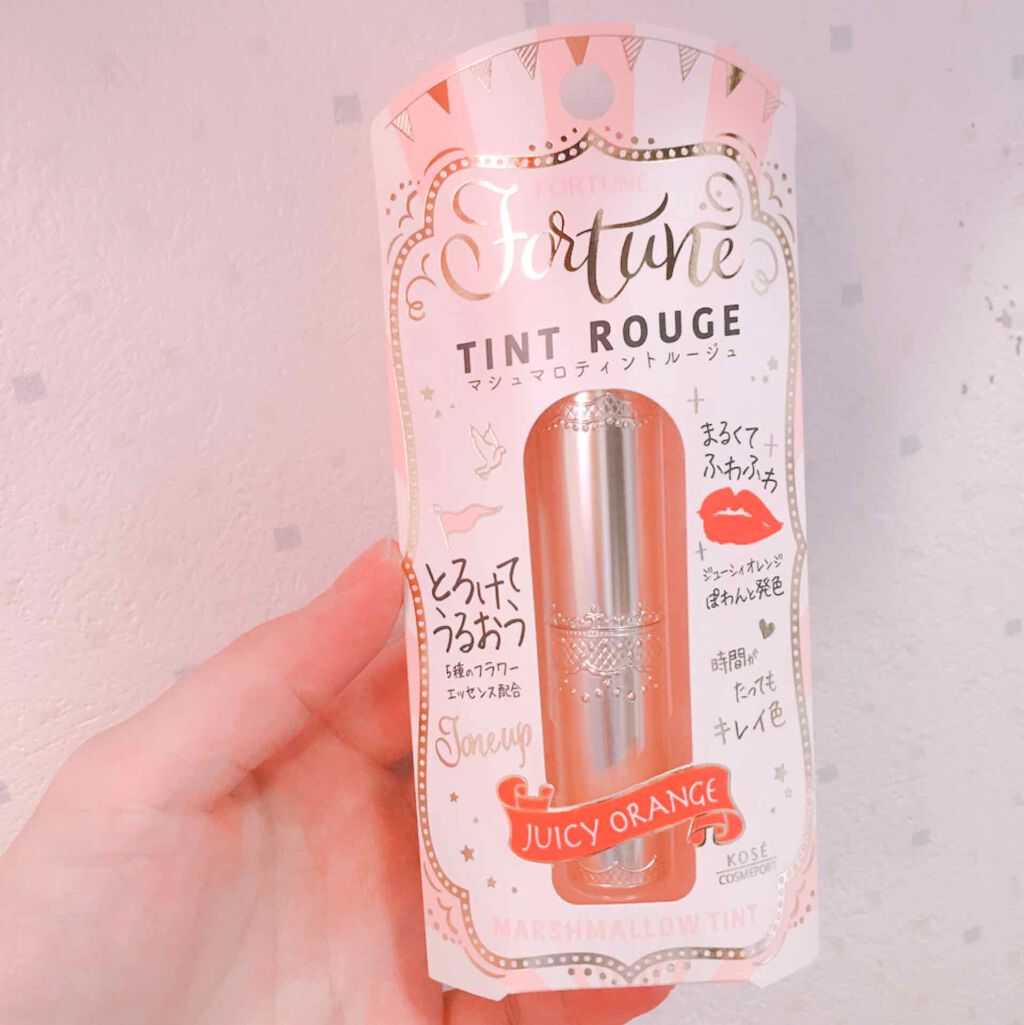 FORTUNE
Fortune
TINT ROUGE
マシュマロティントルージュ
まるくて
ふわふわ
ジューシィオレンジ
ぽわんと発色
時間が
たっても
キレイ色
とろけて、
うるおう
5種のフラワー
エッセンス配合
Tone up
JUICY ORANGE
KOSÉ
COSMEPORT
MARSHMALLOW TINT